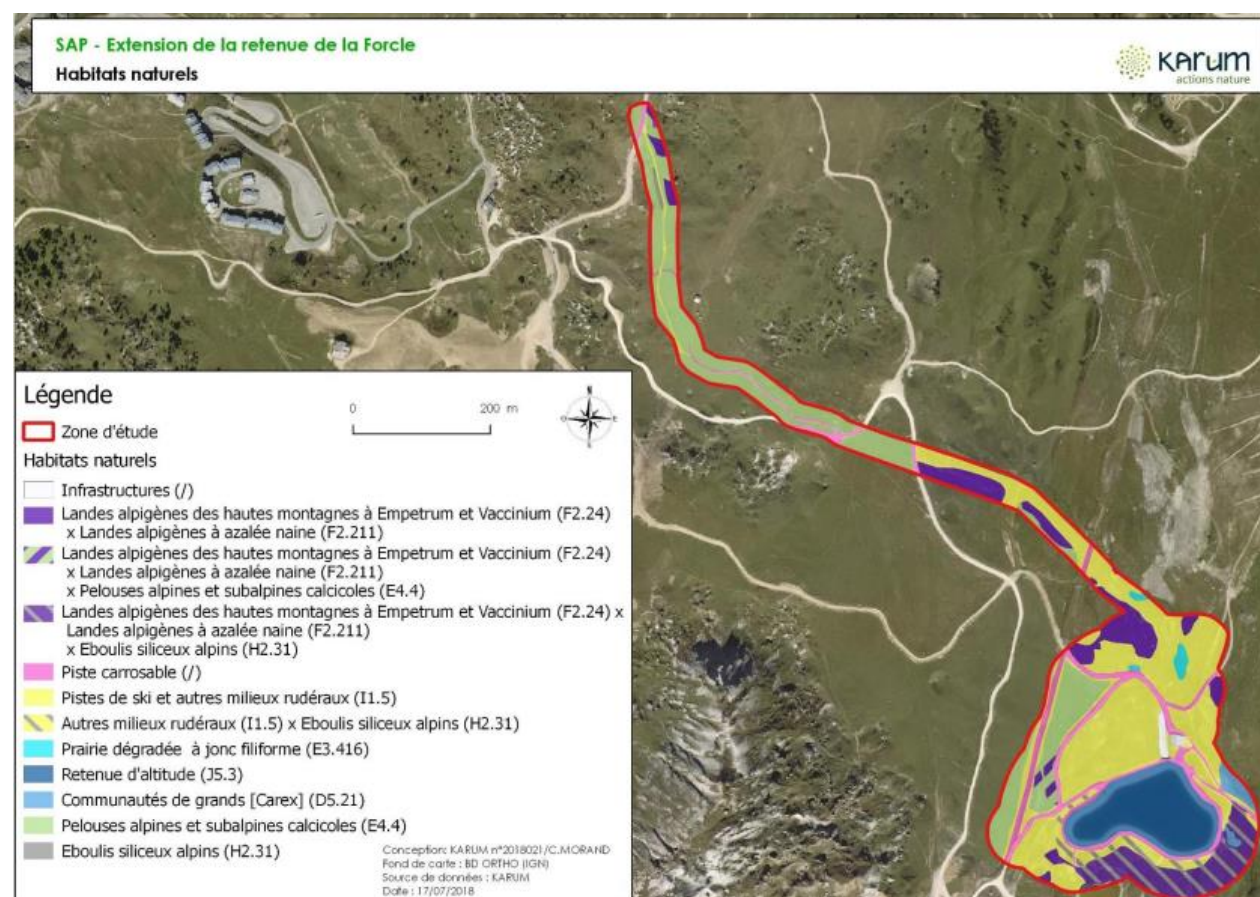 SAP - Extension de la retenue de la Forcle
Habitats naturels
KARUM
actions nature
Légende
0 200 m
N
O E
S
Zone d'étude
Habitats naturels
Infrastructures (/)
Landes alpigènes des hautes montagnes à Empetrum et Vaccinium (F2.24)
x Landes alpigènes à azalée naine (F2.211)
Landes alpigènes des hautes montagnes à Empetrum et Vaccinium (F2.24)
x Landes alpigènes à azalée naine (F2.211)
x Pelouses alpines et subalpines calcicoles (E4.4)
Landes alpigènes des hautes montagnes à Empetrum et Vaccinium (F2.24) x
Landes alpigènes à azalée naine (F2.211)
x Eboulis siliceux alpins (H2.31)
Piste carrosable (/)
Pistes de ski et autres milieux rudéraux (I1.5)
Autres milieux rudéraux (I1.5) x Eboulis siliceux alpins (H2.31)
Prairie dégradée à jonc filiforme (E3.416)
Retenue d'altitude (J5.3)
Communautés de grands [Carex] (D5.21)
Pelouses alpines et subalpines calcicoles (E4.4)
Eboulis siliceux alpins (H2.31)
Conception: KARUM n°2018021/C.MORAND
Fond de carte : BD ORTHO (IGN)
Source de données : KARUM
Date : 17/07/2018